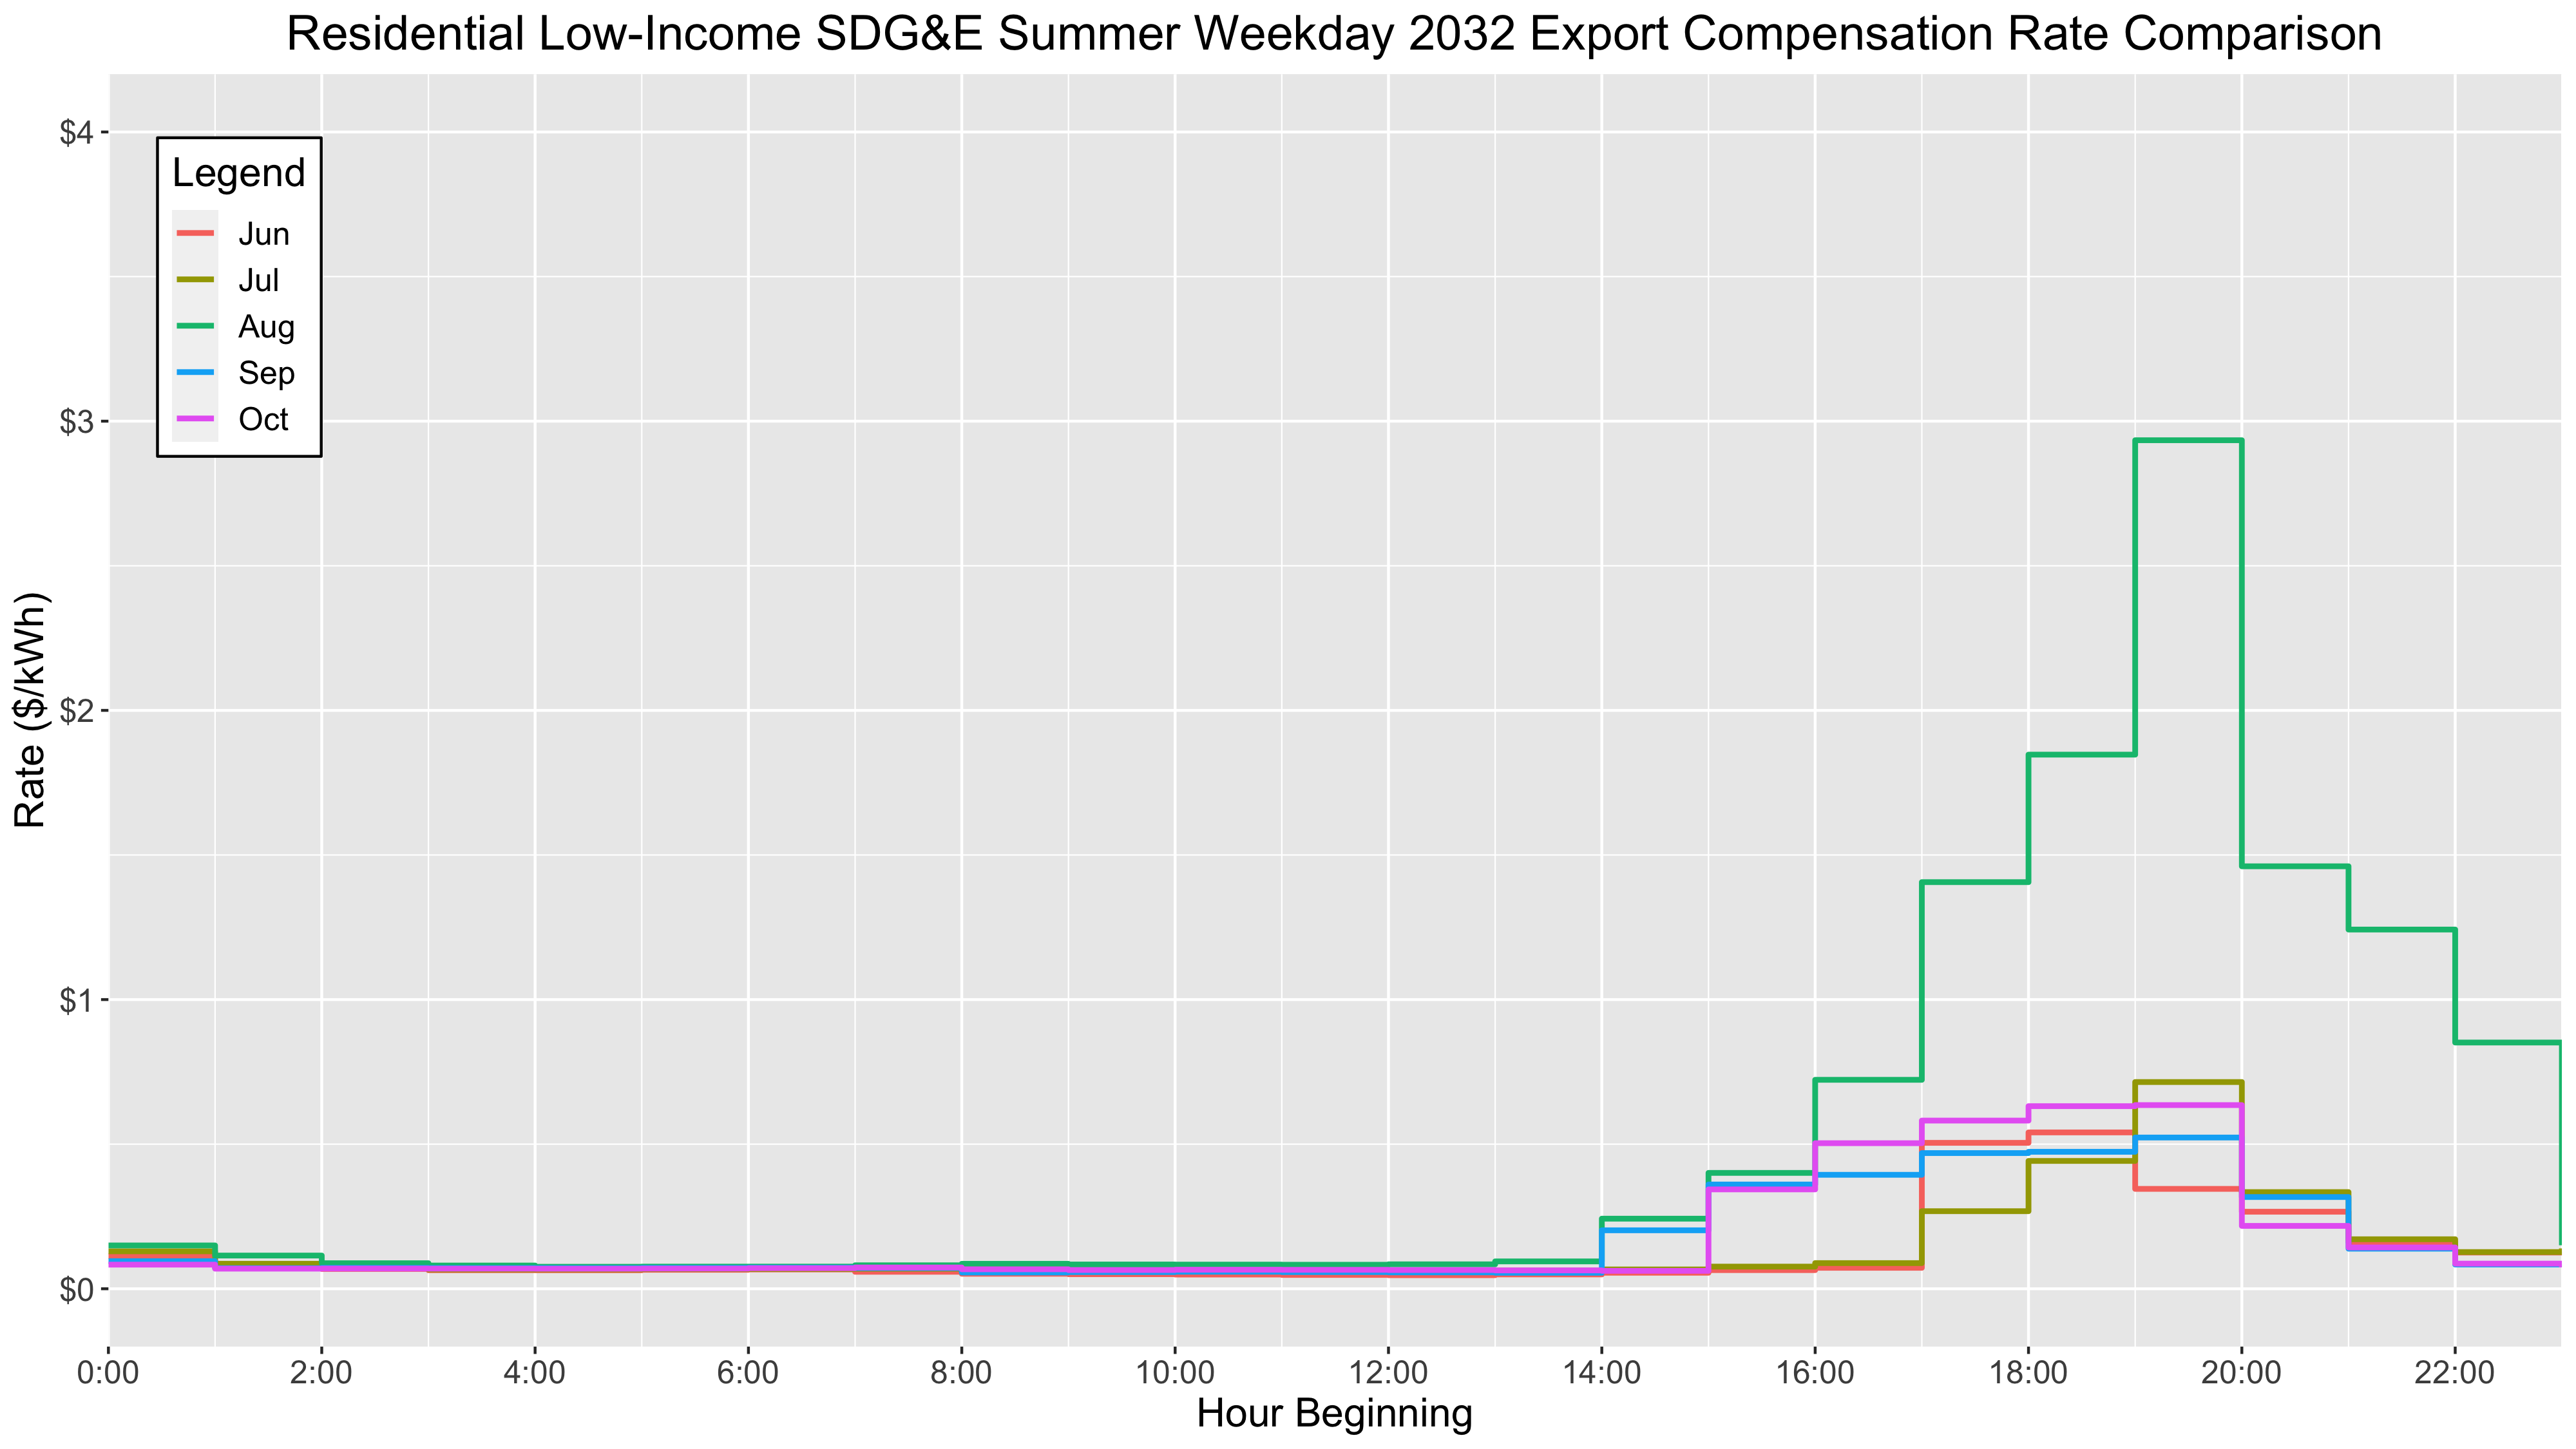 Residential Low-Income SDG&E Summer Weekday 2032 Export Compensation Rate Comparison
Legend
Jun
Jul
Aug
Sep
Oct
$4
$3
$2
$1
$0
Rate ($/kWh)
0:00 2:00 4:00 6:00 8:00 10:00 12:00 14:00 16:00 18:00 20:00 22:00
Hour Beginning